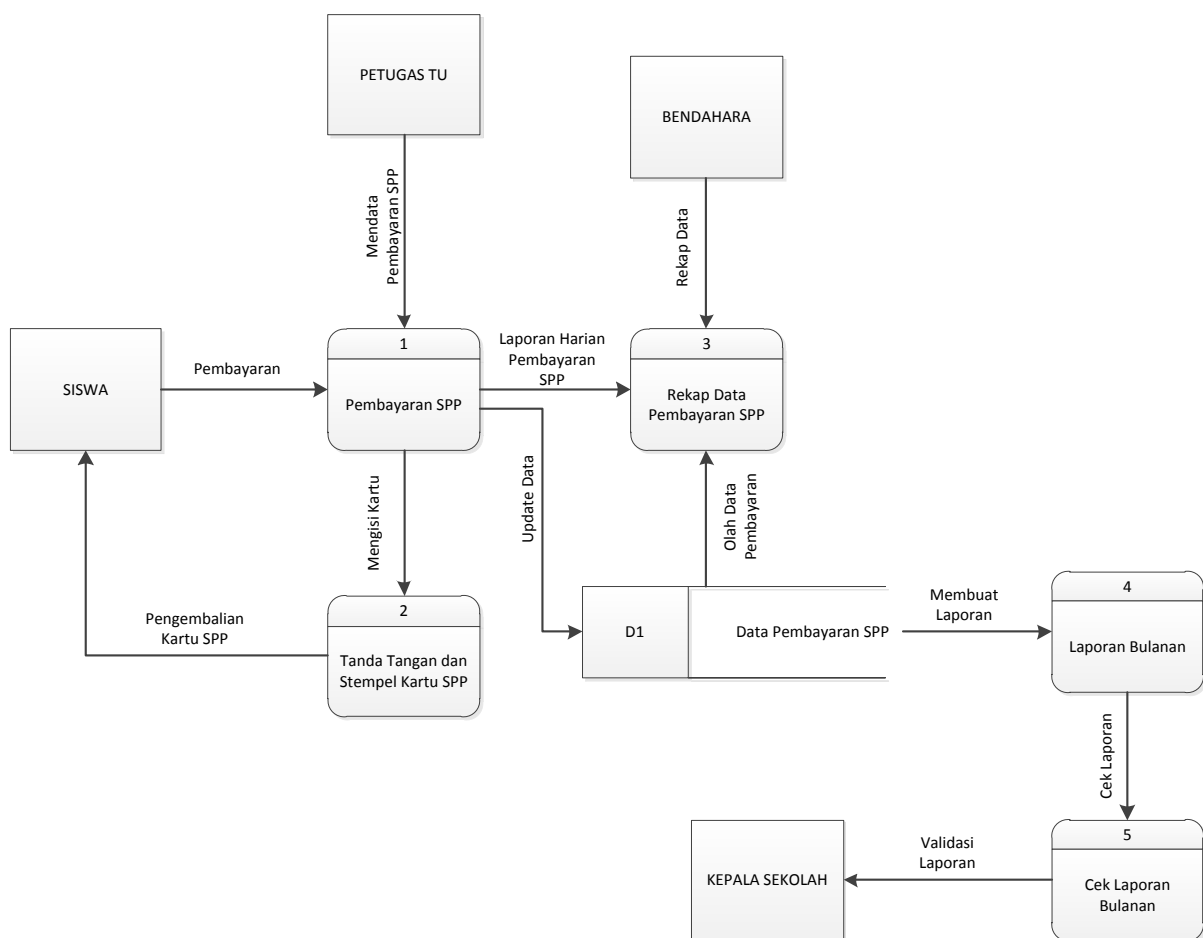 PETUGAS TU
BENDAHARA
Mendata
Pembayaran SPP
Rekap Data
SISWA
Pembayaran
1
Pembayaran SPP
Laporan Harian
Pembayaran
SPP
3
Rekap Data
Pembayaran SPP
Mengisi Kartu
Update Data
Olah Data
Pembayaran
Pengembalian
Kartu SPP
2
Tanda Tangan dan
Stempel Kartu SPP
D1
Data Pembayaran SPP
Membuat
Laporan
4
Laporan Bulanan
Cek Laporan
KEPALA SEKOLAH
Validasi
Laporan
5
Cek Laporan
Bulanan